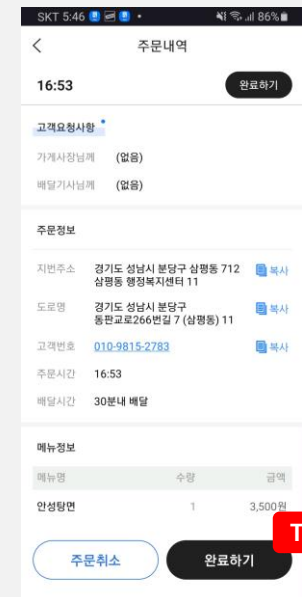 SKT 5:46 86%
주문내역
16:53 완료하기
고객요청사항
가게사장님께 (없음)
배달기사님께 (없음)
주문정보
지번주소 경기도 성남시 분당구 삼평동 712 복사
삼평동 행정복지센터 11
도로명 경기도 성남시 분당구 복사
동판교로266번길 7 (삼평동) 11
고객번호 010-9815-2783 복사
주문시간 16:53
배달시간 30분내 배달
메뉴정보
메뉴명 수량 금액
안성탕면 1 3,500원
T
주문취소 완료하기